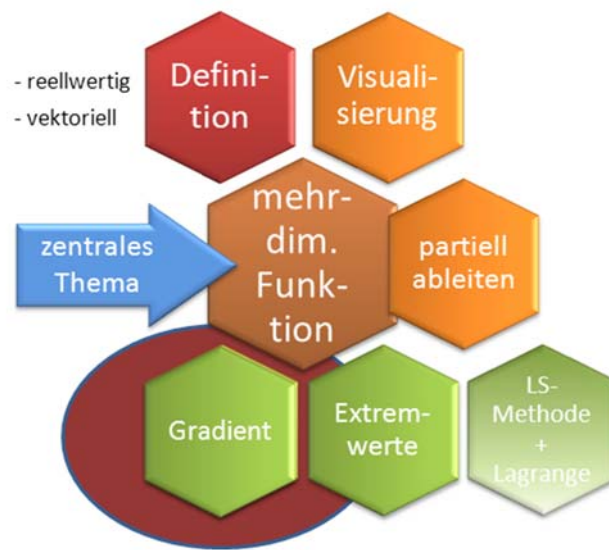 - reellwertig
- vektoriell
Defini-
tion
Visuali-
sierung
zentrales
Thema
mehr-
dim.
Funk-
tion
partiell
ableiten
Gradient
Extrem-
werte
LS-
Methode
+
Lagrange